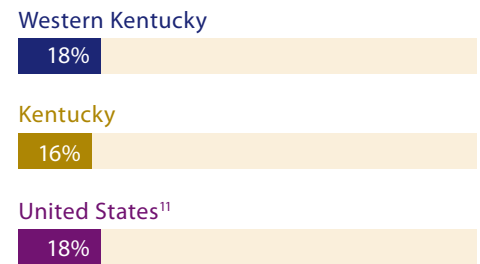 Western Kentucky
18%
Kentucky
16%
United States¹¹
18%